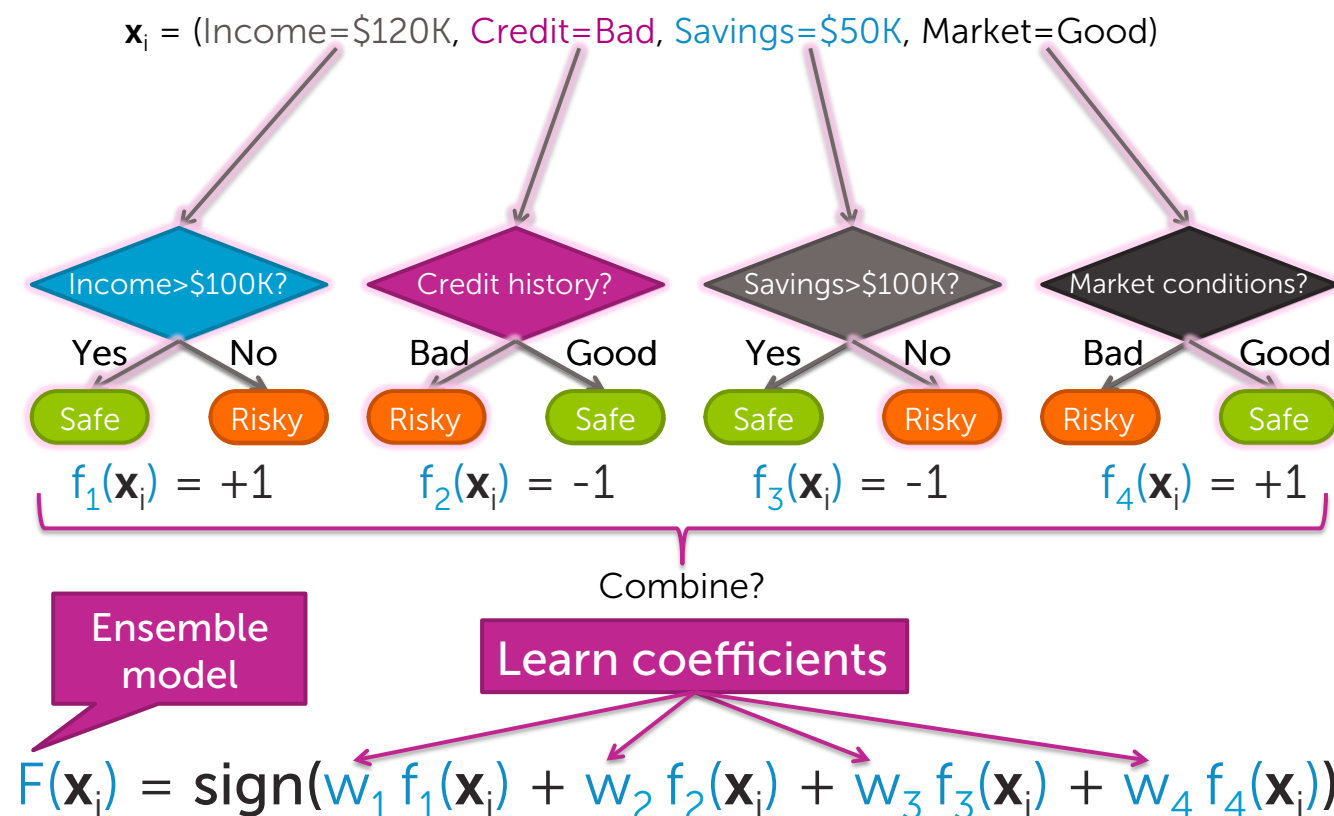 xᵢ = (Income=$120K, Credit=Bad, Savings=$50K, Market=Good)
Income>$100K? Credit history? Savings>$100K? Market conditions?
Yes No Bad Good Yes No Bad Good
Safe Risky Risky Safe Safe Risky Risky Safe
f₁(xᵢ) = +1 f₂(xᵢ) = -1 f₃(xᵢ) = -1 f₄(xᵢ) = +1
Combine?
Ensemble
model
Learn coefficients
F(xᵢ) = sign(w₁ f₁(xᵢ) + w₂ f₂(xᵢ) + w₃ f₃(xᵢ) + w₄ f₄(xᵢ))